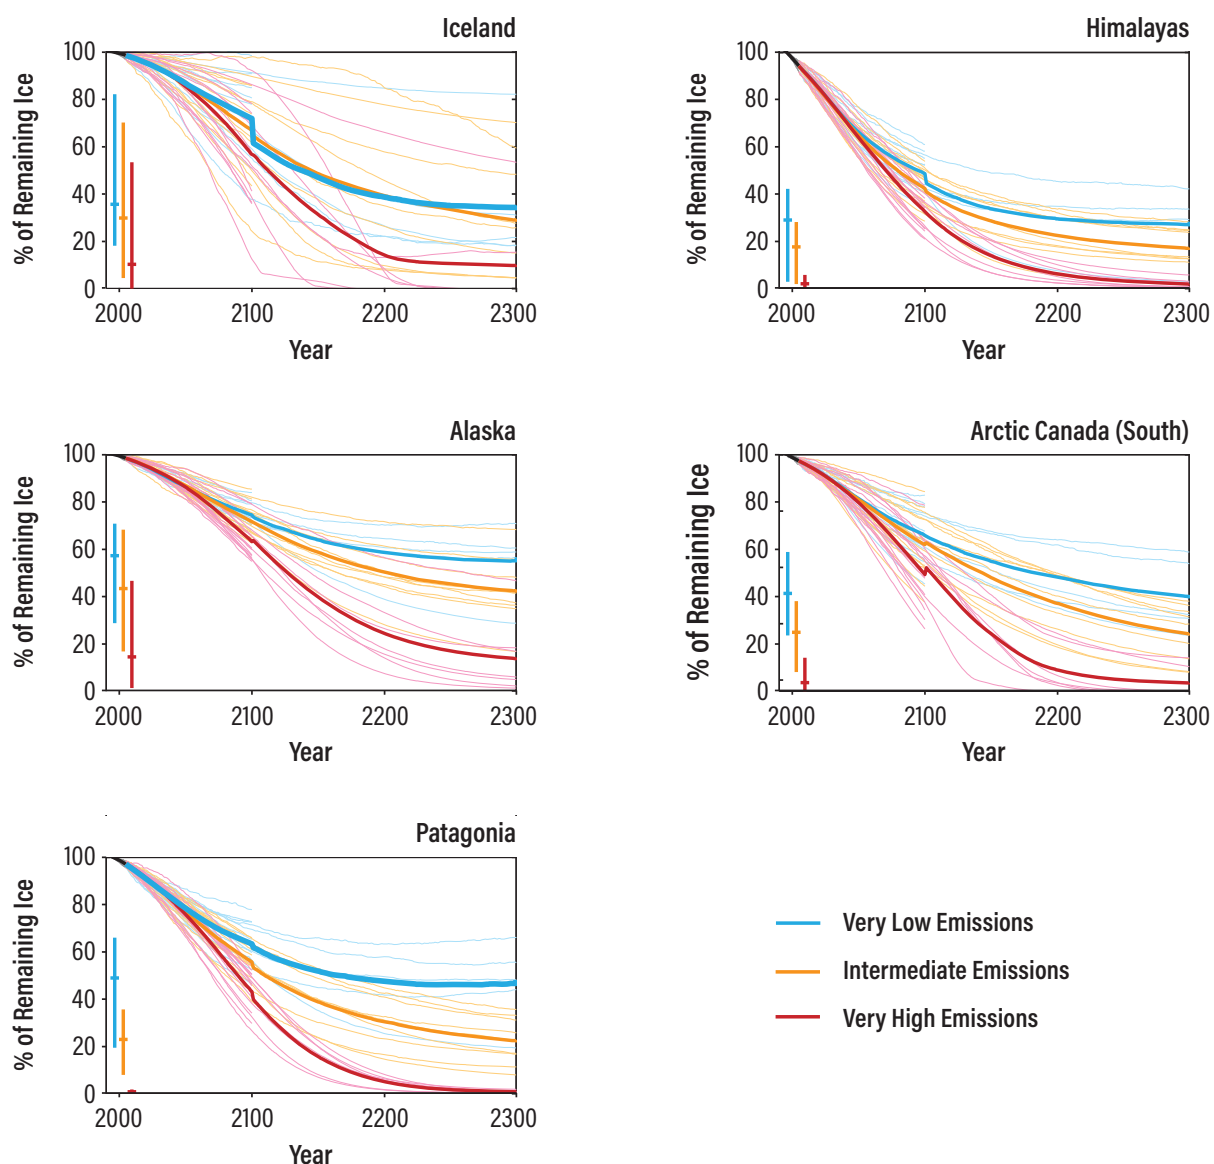 Iceland
% of Remaining Ice
100
80
60
40
20
0
2000 2100 2200 2300
Year
Himalayas
% of Remaining Ice
100
80
60
40
20
0
2000 2100 2200 2300
Year
Alaska
% of Remaining Ice
100
80
60
40
20
0
2000 2100 2200 2300
Year
Arctic Canada (South)
% of Remaining Ice
100
80
60
40
20
0
2000 2100 2200 2300
Year
Patagonia
% of Remaining Ice
100
80
60
40
20
0
2000 2100 2200 2300
Year
Very Low Emissions
Intermediate Emissions
Very High Emissions